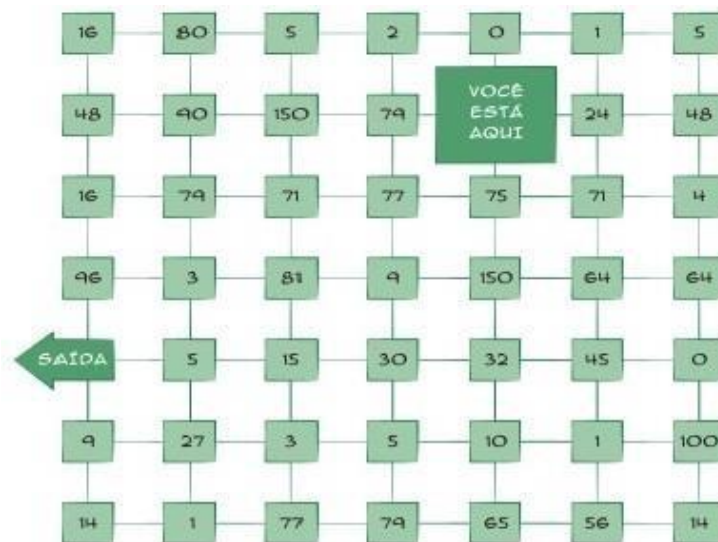 16 80 5 2 0 1 5
VOCÊ
ESTÁ
AQUI
48 90 150 79 24 48
16 79 71 77 75 71 4
96 3 81 9 150 64 64
SAÍDA 5 15 30 32 45 0
9 27 3 5 10 1 100
14 1 77 79 65 56 14